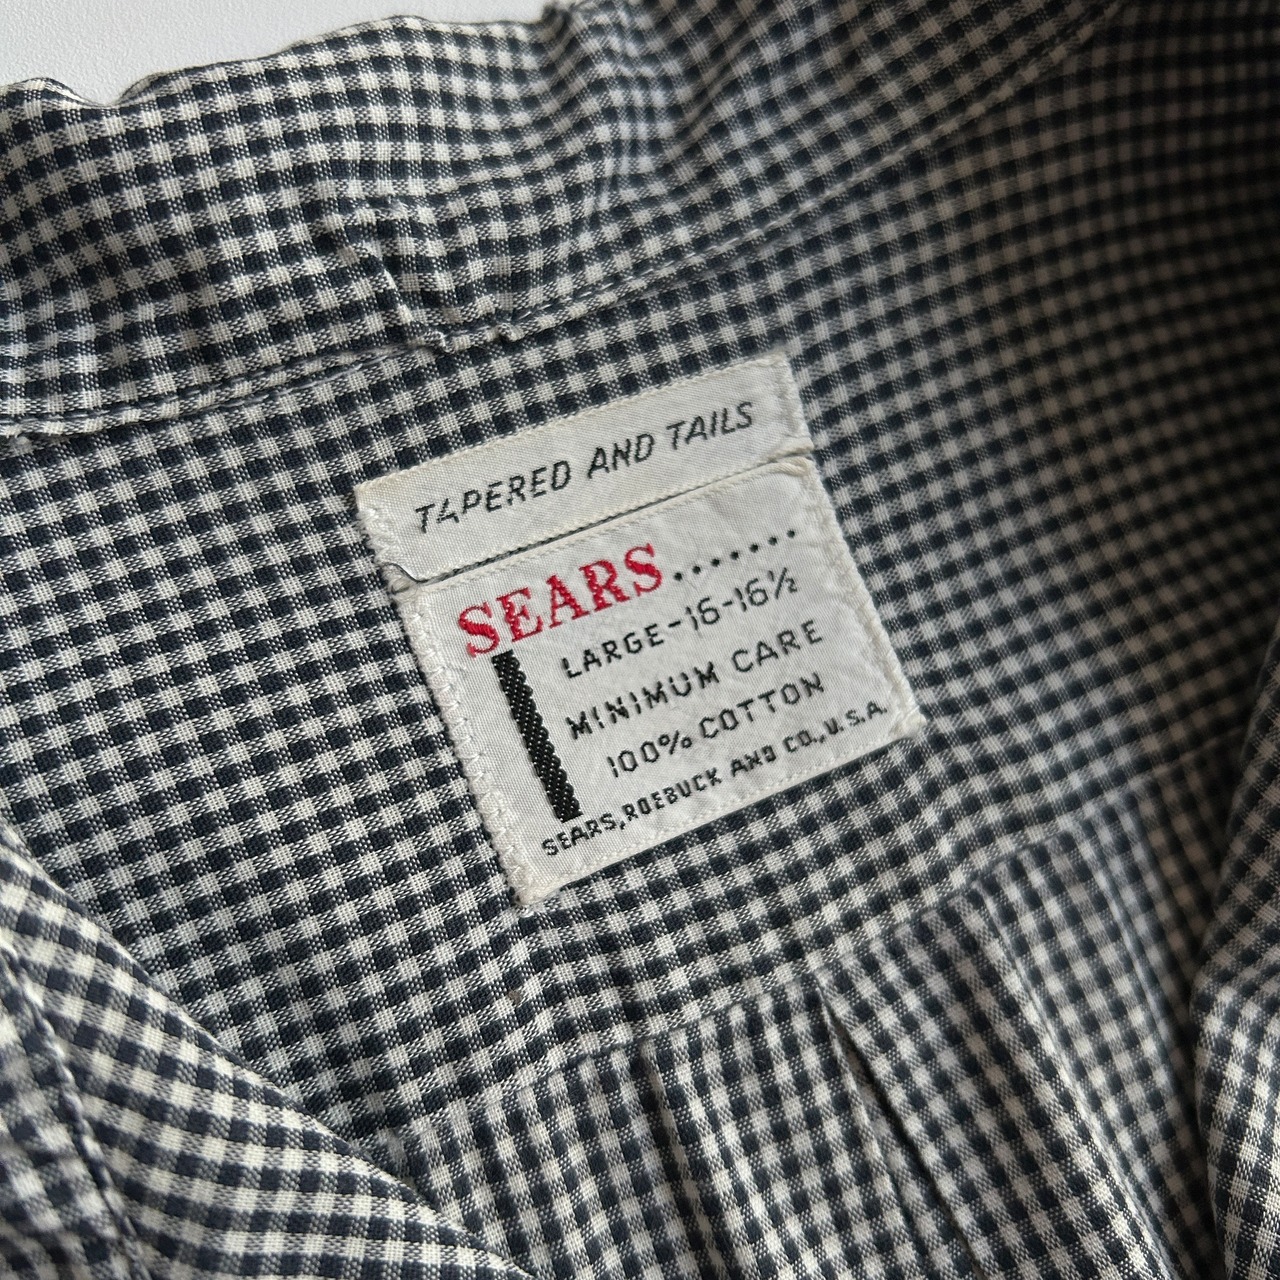 TAPERED AND TAILS
SEARS.......
LARGE-16-16½
MINIMUM CARE
100% COTTON
SEARS, ROEBUCK AND CO., U.S.A.